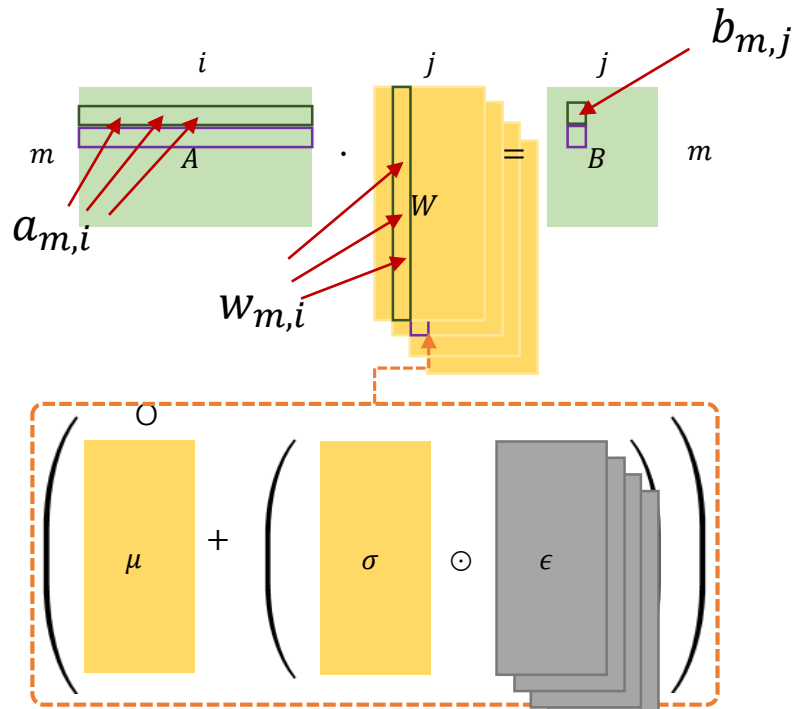 i j j b_{m,j}
m A · W = B m
a_{m,i}
w_{m,i}
O
( μ + ( σ ⊙ ϵ ) )